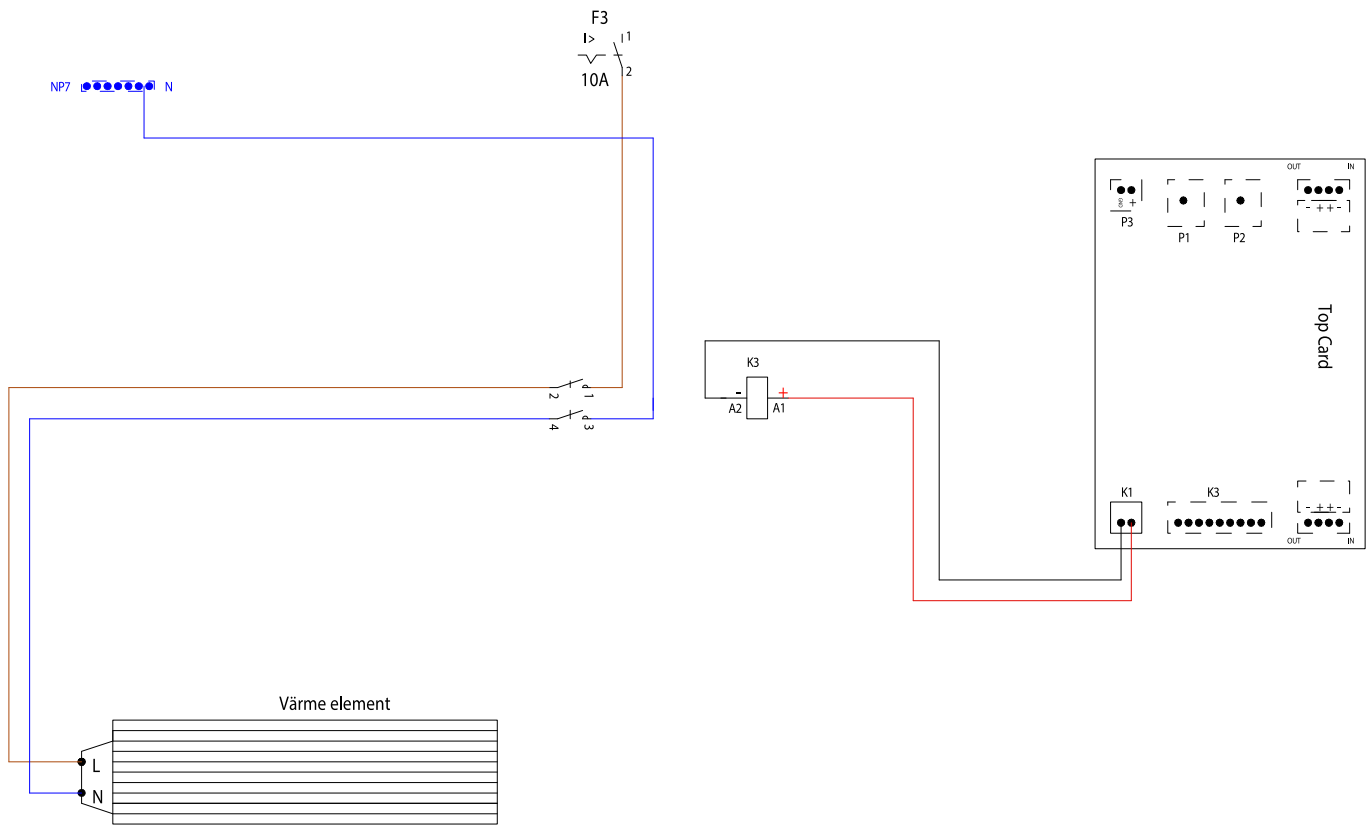 F3
I> 1
2
10A
NP7 N
OUT IN
GND +
- + + -
P3
P1 P2
Top Card
K3
- +
A2 A1
2 1
4 3
K1 K3
- + + -
OUT IN
Värme element
L
N